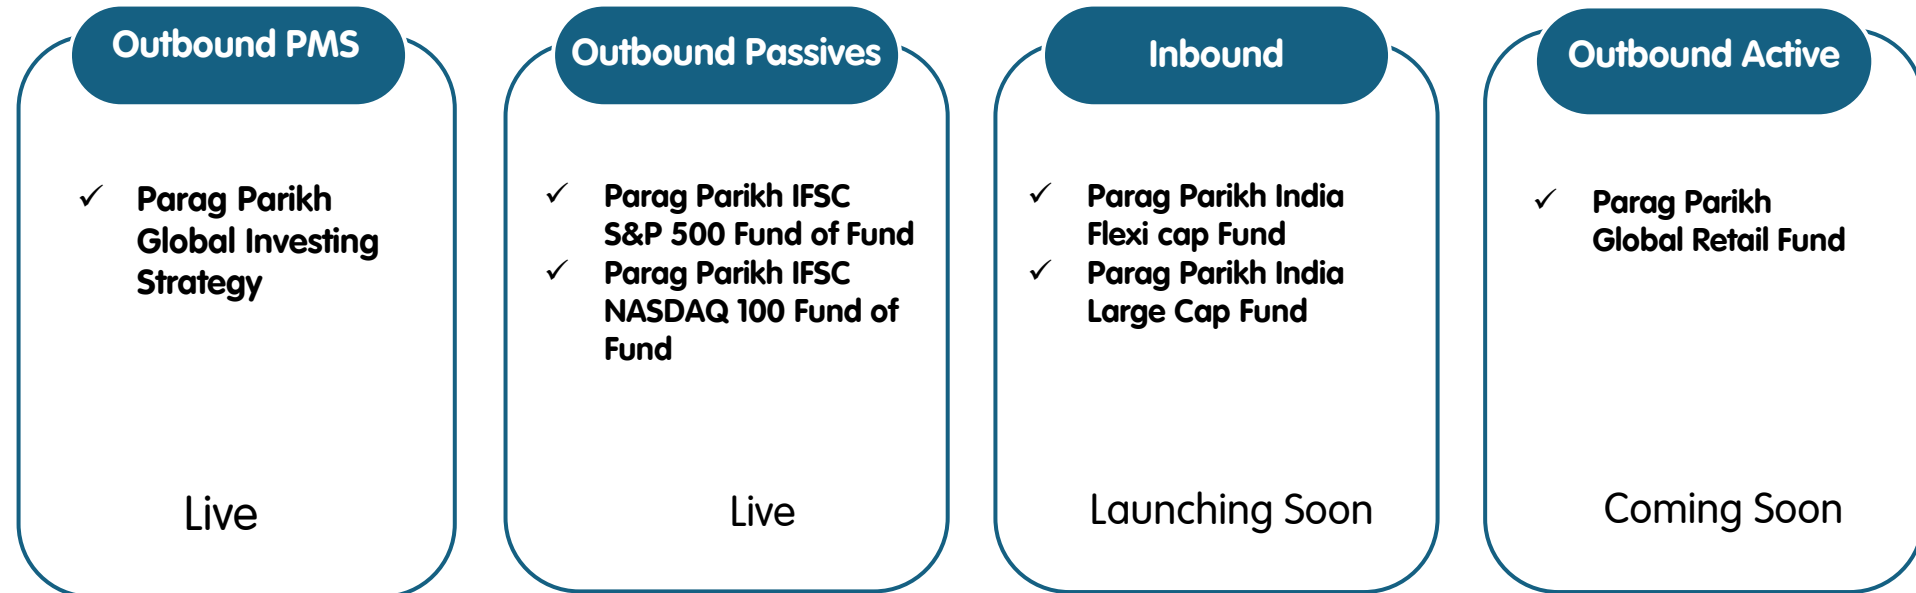 Outbound PMS
✓ Parag Parikh
Global Investing
Strategy
Live
Outbound Passives
✓ Parag Parikh IFSC
S&P 500 Fund of Fund
✓ Parag Parikh IFSC
NASDAQ 100 Fund of
Fund
Live
Inbound
✓ Parag Parikh India
Flexi cap Fund
✓ Parag Parikh India
Large Cap Fund
Launching Soon
Outbound Active
✓ Parag Parikh
Global Retail Fund
Coming Soon